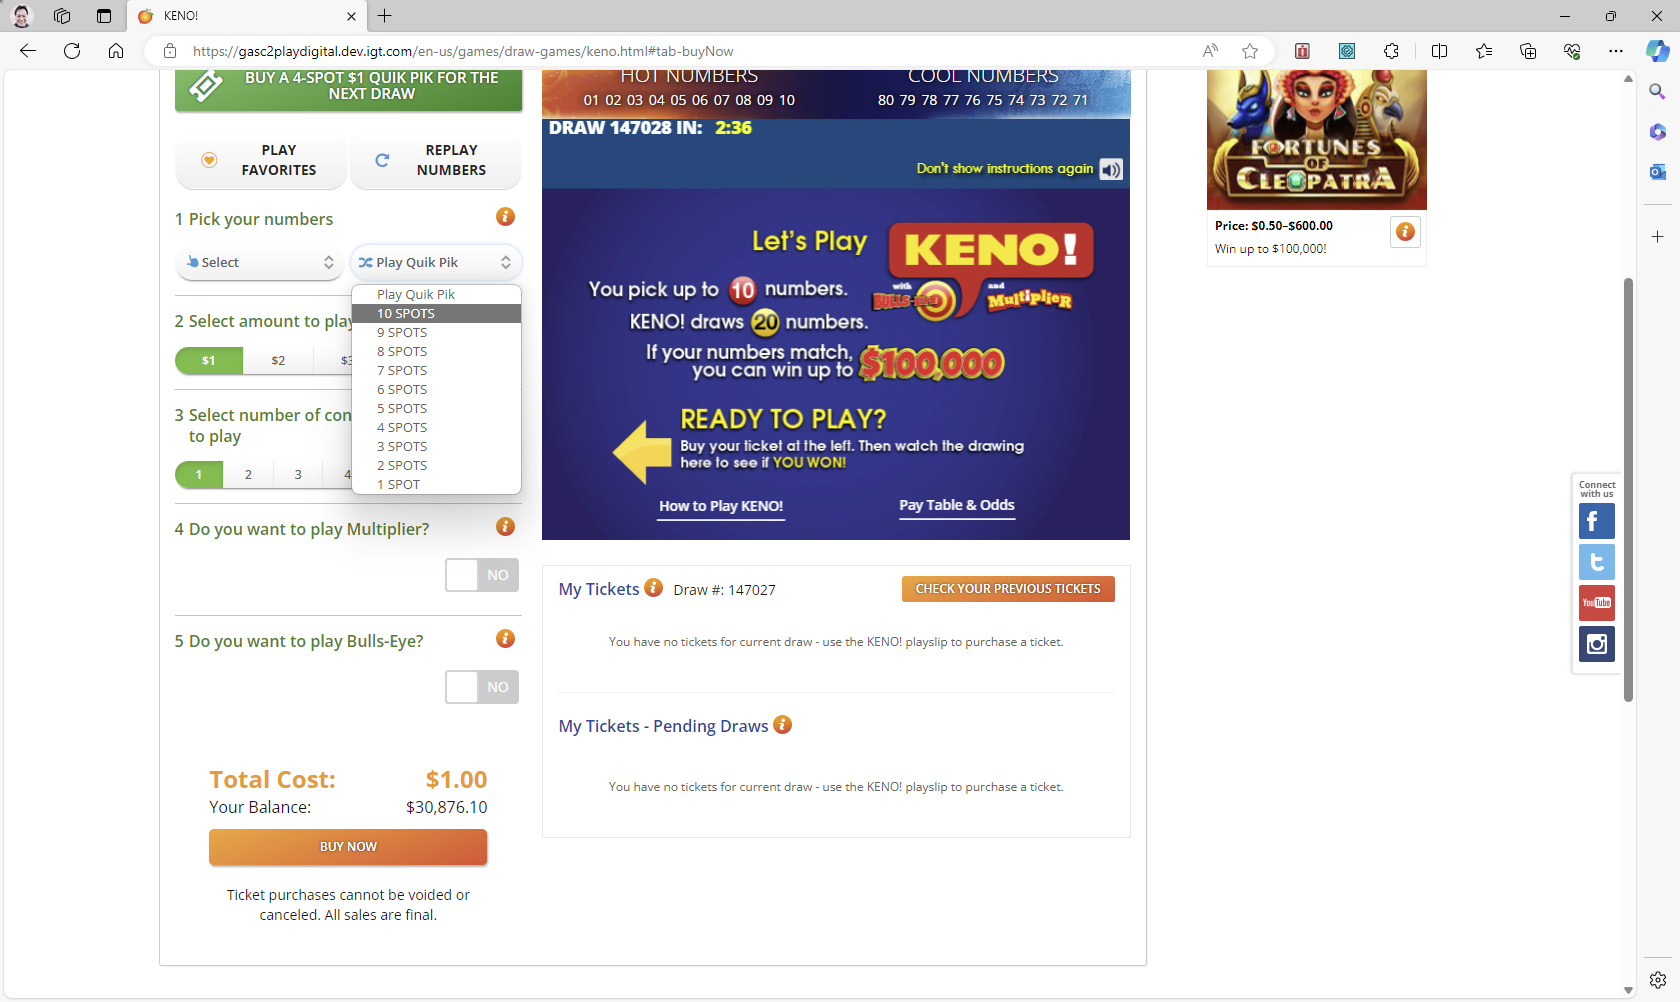 KENO!
https://gasc2playdigital.dev.igt.com/en-us/games/draw-games/keno.html#tab-buyNow
BUY A 4-SPOT $1 QUIK PIK FOR THE
NEXT DRAW
PLAY
FAVORITES
REPLAY
NUMBERS
1 Pick your numbers
Select
Play Quik Pik
Play Quik Pik
10 SPOTS
9 SPOTS
8 SPOTS
7 SPOTS
6 SPOTS
5 SPOTS
4 SPOTS
3 SPOTS
2 SPOTS
1 SPOT
2 Select amount to play
$1
$2
$3
3 Select number of con
to play
1
2
3
4
4 Do you want to play Multiplier?
NO
5 Do you want to play Bulls-Eye?
NO
Total Cost: $1.00
Your Balance: $30,876.10
BUY NOW
Ticket purchases cannot be voided or
canceled. All sales are final.
HOT NUMBERS
01 02 03 04 05 06 07 08 09 10
COOL NUMBERS
80 79 78 77 76 75 74 73 72 71
DRAW 147028 IN: 2:36
Don't show instructions again
Let's Play
KENO!
with
BULLS-EYE
and
Multiplier
You pick up to 10 numbers.
KENO! draws 20 numbers.
If your numbers match,
you can win up to $100,000
READY TO PLAY?
Buy your ticket at the left. Then watch the drawing
here to see if YOU WON!
How to Play KENO!
Pay Table & Odds
My Tickets
Draw #: 147027
CHECK YOUR PREVIOUS TICKETS
You have no tickets for current draw - use the KENO! playslip to purchase a ticket.
My Tickets - Pending Draws
You have no tickets for current draw - use the KENO! playslip to purchase a ticket.
FORTUNES
OF
CLEOPATRA
Price: $0.50–$600.00
Win up to $100,000!
Connect
with us
YouTube